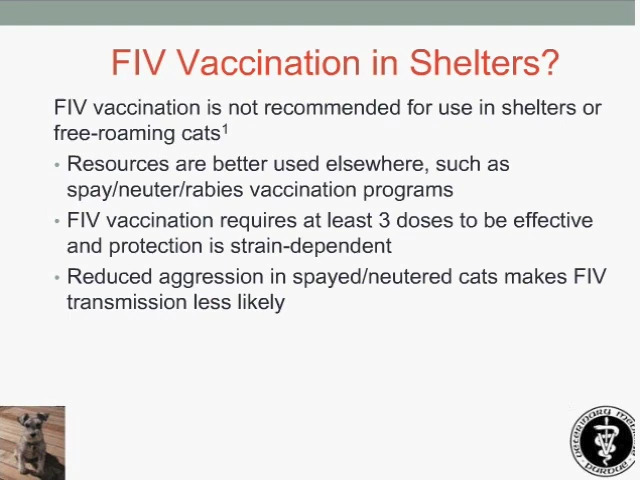 FIV Vaccination in Shelters?
FIV vaccination is not recommended for use in shelters or
free-roaming cats¹
• Resources are better used elsewhere, such as
spay/neuter/rabies vaccination programs
• FIV vaccination requires at least 3 doses to be effective
and protection is strain-dependent
• Reduced aggression in spayed/neutered cats makes FIV
transmission less likely
VETERINARY
PURDUE